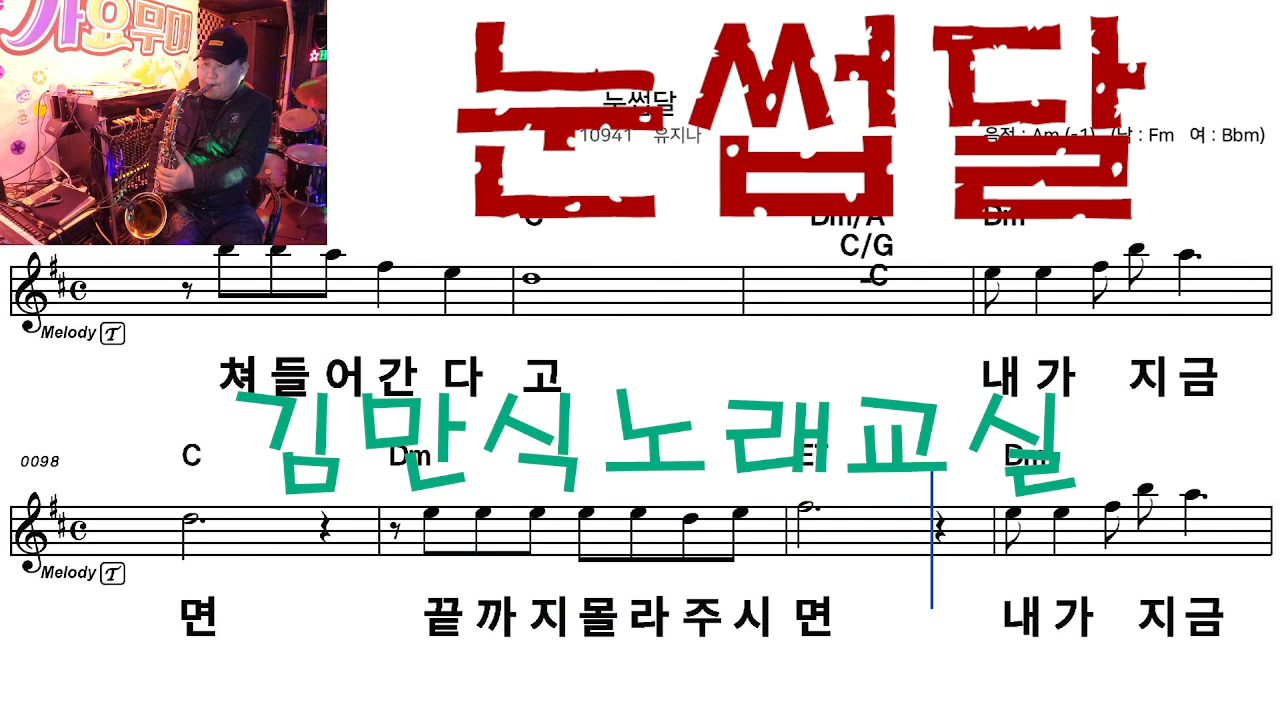 가요무대
눈썹달
눈썹달
10941 유지나
음정 : Am (-1) (남 : Fm 여 : Bbm)
C Dm/A Dm
C/G
-C
Melody T
쳐 들 어 간 다 고 내 가 지 금
김만식노래교실
0098 C Dm E7 Dm
Melody T
면 끝 까 지 몰 라 주 시 면 내 가 지 금